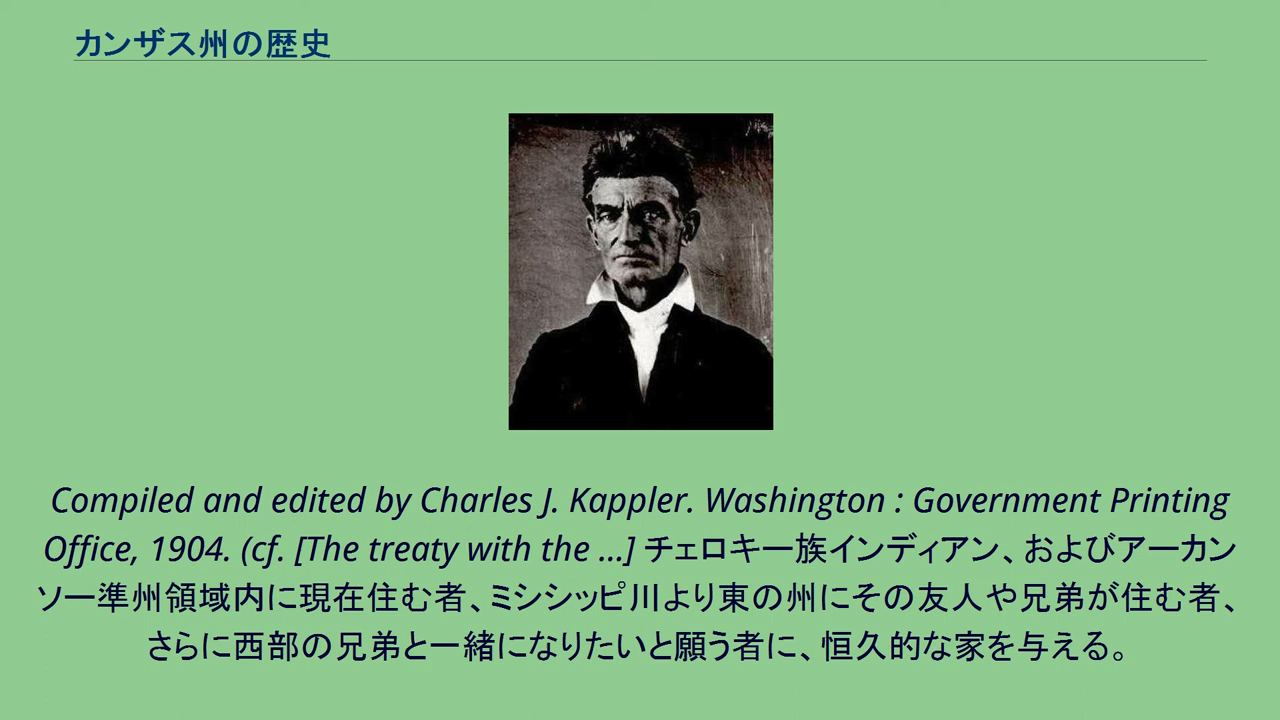 カンザス州の歴史
Compiled and edited by Charles J. Kappler. Washington : Government Printing
Office, 1904. (cf. [The treaty with the ...] チェロキー族インディアン、およびアーカン
ソー準州領域内に現在住む者、ミシシッピ川より東の州にその友人や兄弟が住む者、
さらに西部の兄弟と一緒になりたいと願う者に、恒久的な家を与える。